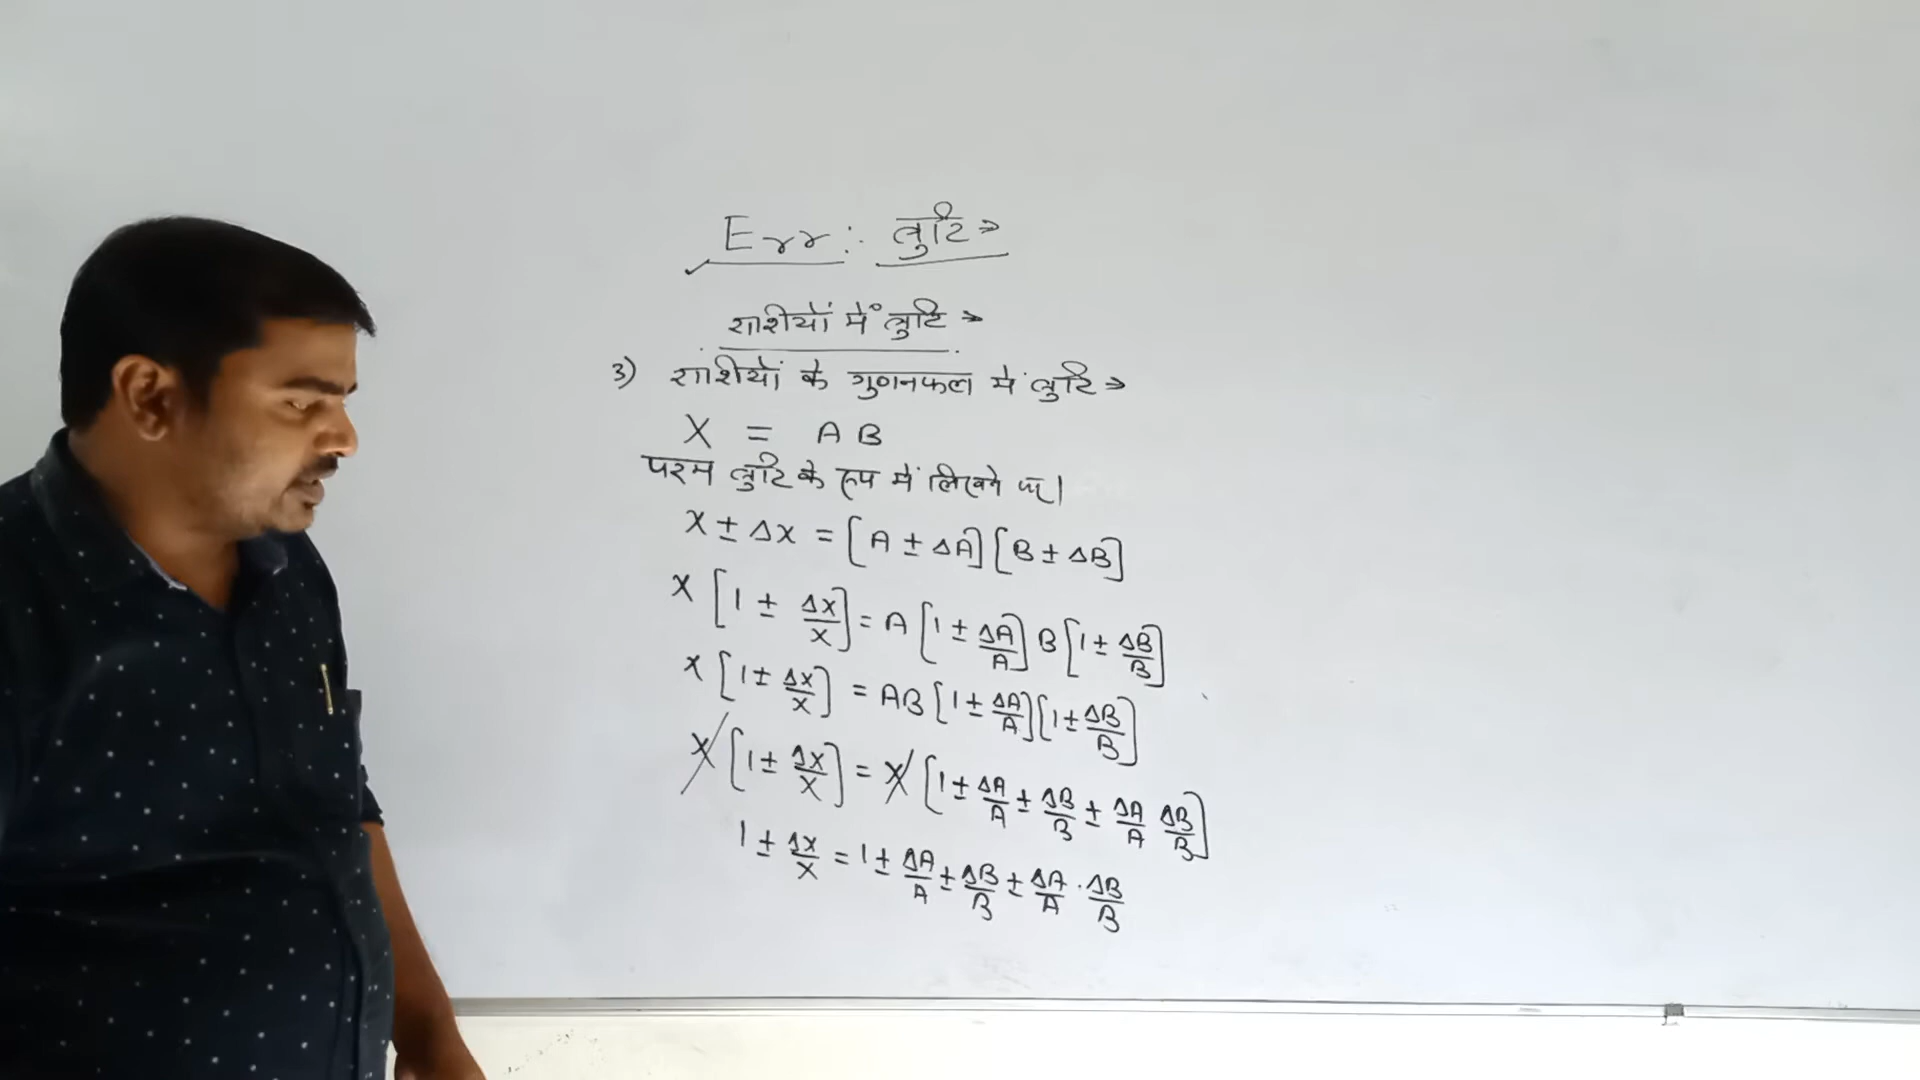 Err:- त्रुटि→
राशीयों में त्रुटि→
3) राशीयों के गुणनफल में त्रुटि→
X = AB
परम त्रुटि के रूप में लिखने पर।
X ± ΔX = [A ± ΔA][B ± ΔB]
X [1 ± ΔX/X] = A [1 ± ΔA/A] B [1 ± ΔB/B]
X [1 ± ΔX/X] = AB [1 ± ΔA/A][1 ± ΔB/B]
X [1 ± ΔX/X] = X [1 ± ΔA/A ± ΔB/B ± ΔA/A ΔB/B]
1 ± ΔX/X = 1 ± ΔA/A ± ΔB/B ± ΔA/A · ΔB/B